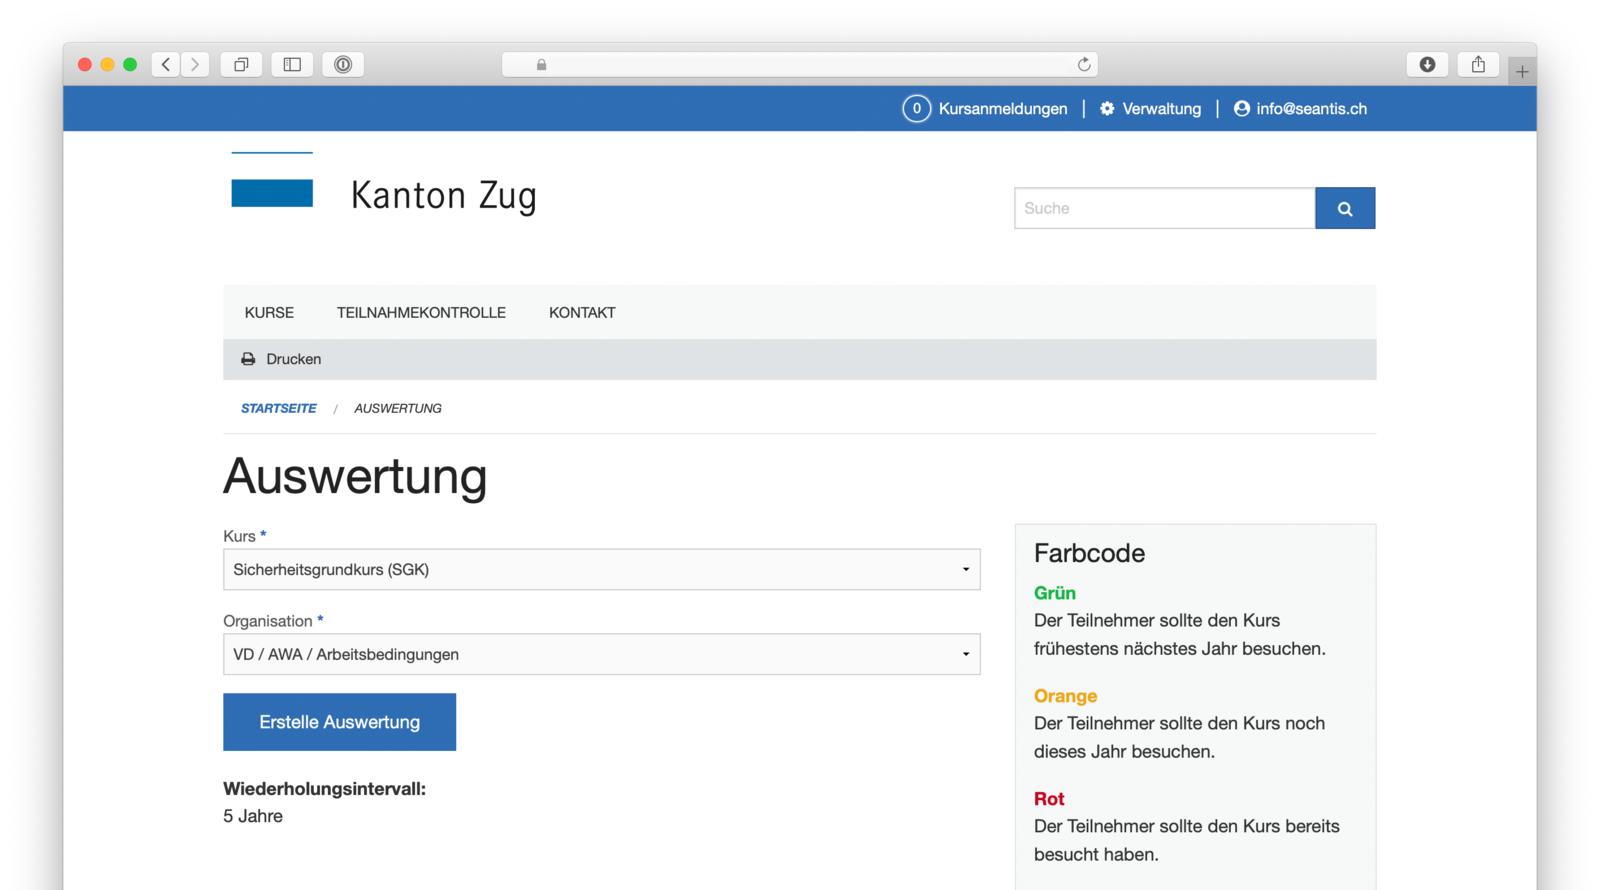 0 Kursanmeldungen | Verwaltung | info@seantis.ch
Kanton Zug
Suche
KURSE TEILNAHMEKONTROLLE KONTAKT
Drucken
STARTSEITE / AUSWERTUNG
Auswertung
Kurs *
Sicherheitsgrundkurs (SGK)
Organisation *
VD / AWA / Arbeitsbedingungen
Erstelle Auswertung
Wiederholungsintervall:
5 Jahre
Farbcode
Grün
Der Teilnehmer sollte den Kurs
frühestens nächstes Jahr besuchen.
Orange
Der Teilnehmer sollte den Kurs noch
dieses Jahr besuchen.
Rot
Der Teilnehmer sollte den Kurs bereits
besucht haben.